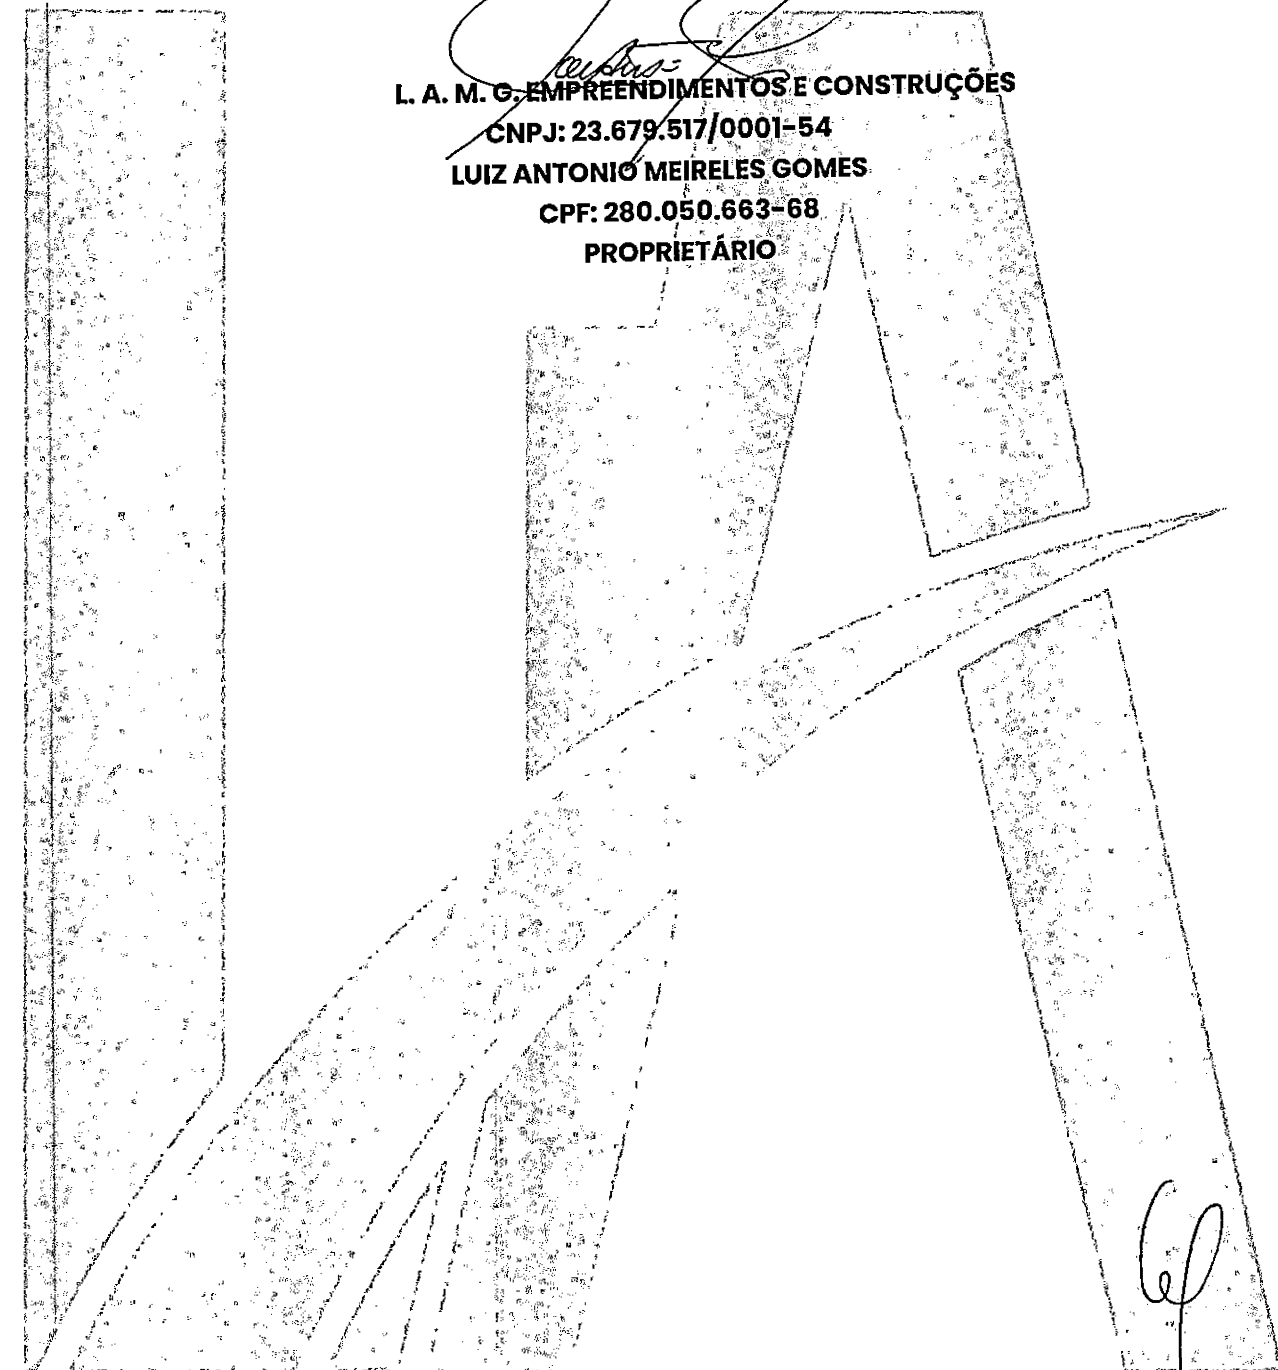 L. A. M. G. EMPREENDIMENTOS E CONSTRUÇÕES
CNPJ: 23.679.517/0001-54
LUIZ ANTONIO MEIRELES GOMES
CPF: 280.050.663-68
PROPRIETÁRIO